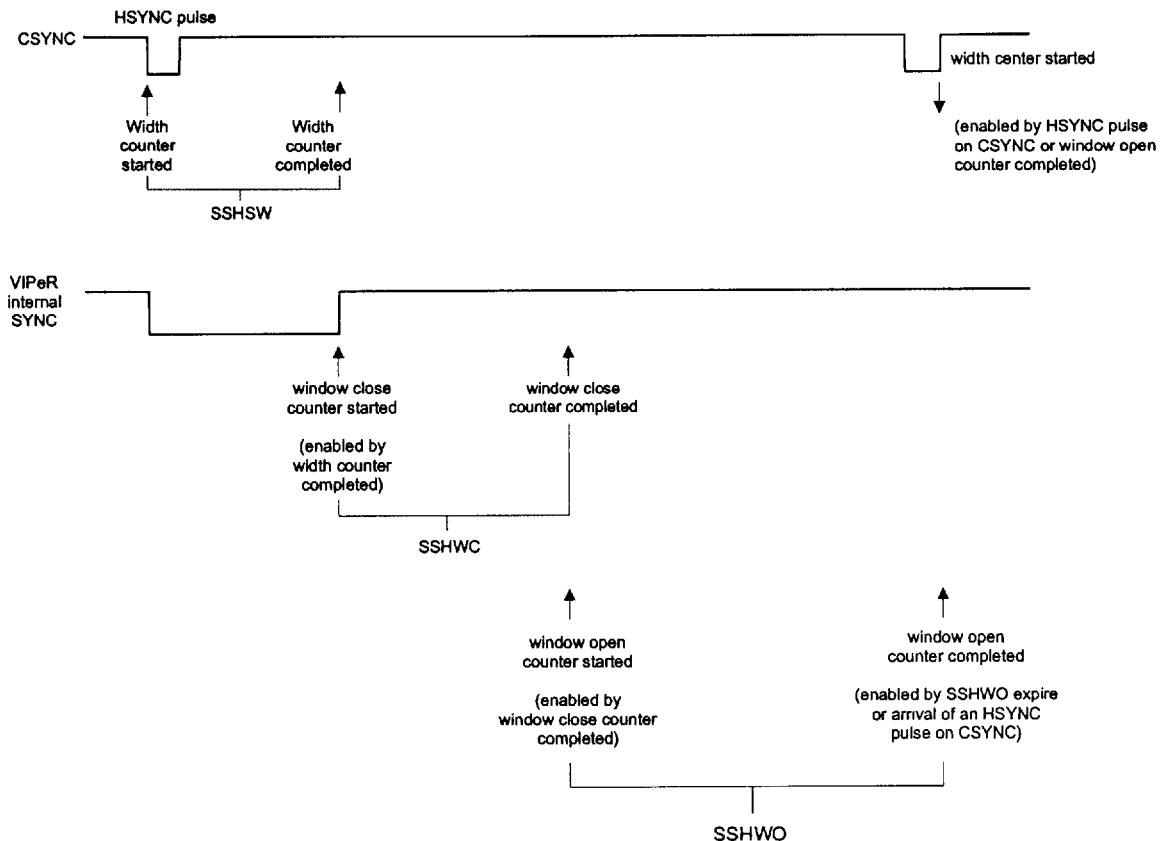 HSYNC pulse
CSYNC
width center started
Width
counter
started
Width
counter
completed
(enabled by HSYNC pulse
on CSYNC or window open
counter completed)
SSHSW
VIPeR
internal
SYNC
window close
counter started
(enabled by
width counter
completed)
window close
counter completed
SSHWC
window open
counter started
(enabled by
window close counter
completed)
window open
counter completed
(enabled by SSHWO expire
or arrival of an HSYNC
pulse on CSYNC)
SSHWO